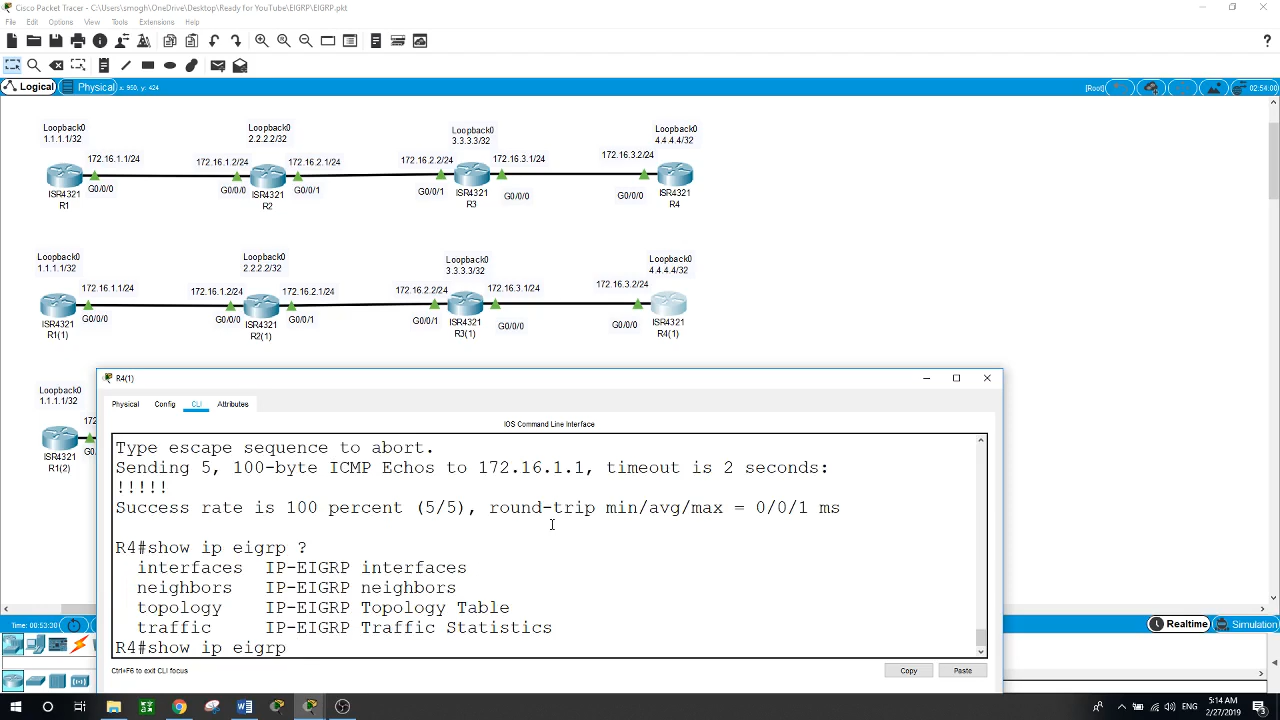 Cisco Packet Tracer - C:\Users\smogh\OneDrive\Desktop\Ready for YouTube\EIGRP\EIGRP.pkt
File Edit Options View Tools Extensions Help
Logical Physical x: 950, y: 424 [Root] 02:54:00
Loopback0 Loopback0 Loopback0 Loopback0
1.1.1.1/32 2.2.2.2/32 3.3.3.3/32 4.4.4.4/32
172.16.1.1/24 172.16.1.2/24 172.16.2.1/24 172.16.2.2/24 172.16.3.1/24 172.16.3.2/24
G0/0/0 G0/0/0 G0/0/1 G0/0/1 G0/0/0 G0/0/0
ISR4321 ISR4321 ISR4321 ISR4321
R1 R2 R3 R4
Loopback0 Loopback0 Loopback0 Loopback0
1.1.1.1/32 2.2.2.2/32 3.3.3.3/32 4.4.4.4/32
172.16.1.1/24 172.16.1.2/24 172.16.2.1/24 172.16.2.2/24 172.16.3.1/24 172.16.3.2/24
G0/0/0 G0/0/0 G0/0/1 G0/0/1 G0/0/0 G0/0/0
ISR4321 ISR4321 ISR4321 ISR4321
R1(1) R2(1) R3(1) R4(1)
Loopback0
1.1.1.1/32
172
G0/
ISR4321
R1(2)
R4(1)
Physical Config CLI Attributes
IOS Command Line Interface
Type escape sequence to abort.
Sending 5, 100-byte ICMP Echos to 172.16.1.1, timeout is 2 seconds:
!!!!!
Success rate is 100 percent (5/5), round-trip min/avg/max = 0/0/1 ms
R4#show ip eigrp ?
interfaces IP-EIGRP interfaces
neighbors IP-EIGRP neighbors
topology IP-EIGRP Topology Table
traffic IP-EIGRP Traffic Statistics
R4#show ip eigrp
Ctrl+F6 to exit CLI focus
Copy Paste
Time: 00:53:30
Realtime Simulation
ENG
5:14 AM
2/27/2019
3